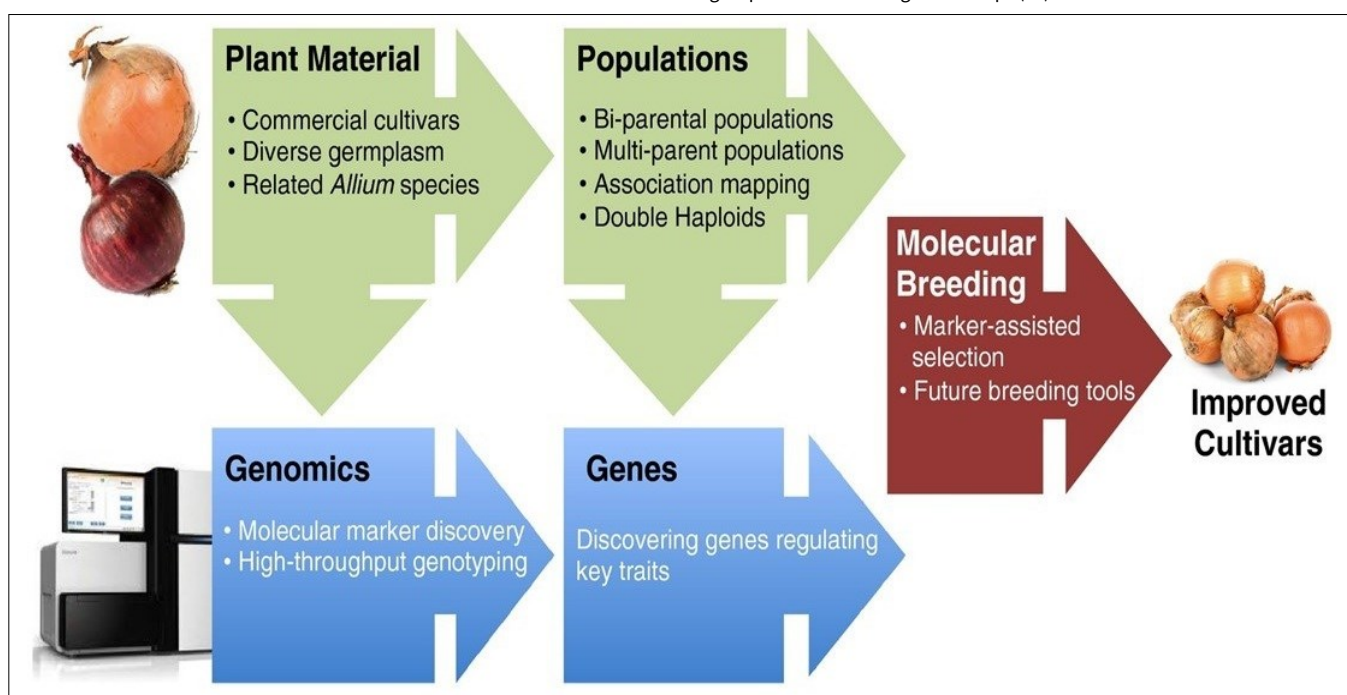 Plant Material
• Commercial cultivars
• Diverse germplasm
• Related Allium species
Populations
• Bi-parental populations
• Multi-parent populations
• Association mapping
• Double Haploids
Molecular
Breeding
• Marker-assisted
selection
• Future breeding tools
Improved
Cultivars
Genomics
• Molecular marker discovery
• High-throughput genotyping
Genes
Discovering genes regulating
key traits